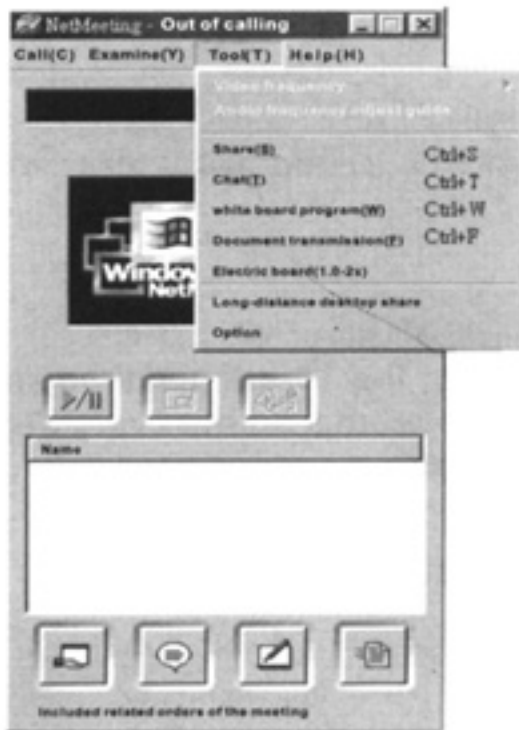 NetMeeting - Out of calling
Call(C) Examine(Y) Tool(T) Help(H)
Video frequency
Audio frequency adjust guide
Share(S) Ctrl+S
Chat(T) Ctrl+T
white board program(W) Ctrl+W
Document transmission(F) Ctrl+F
Electric board(1.0-2x)
Long-distance desktop share
Option
Windo
Net
Name
Included related orders of the meeting